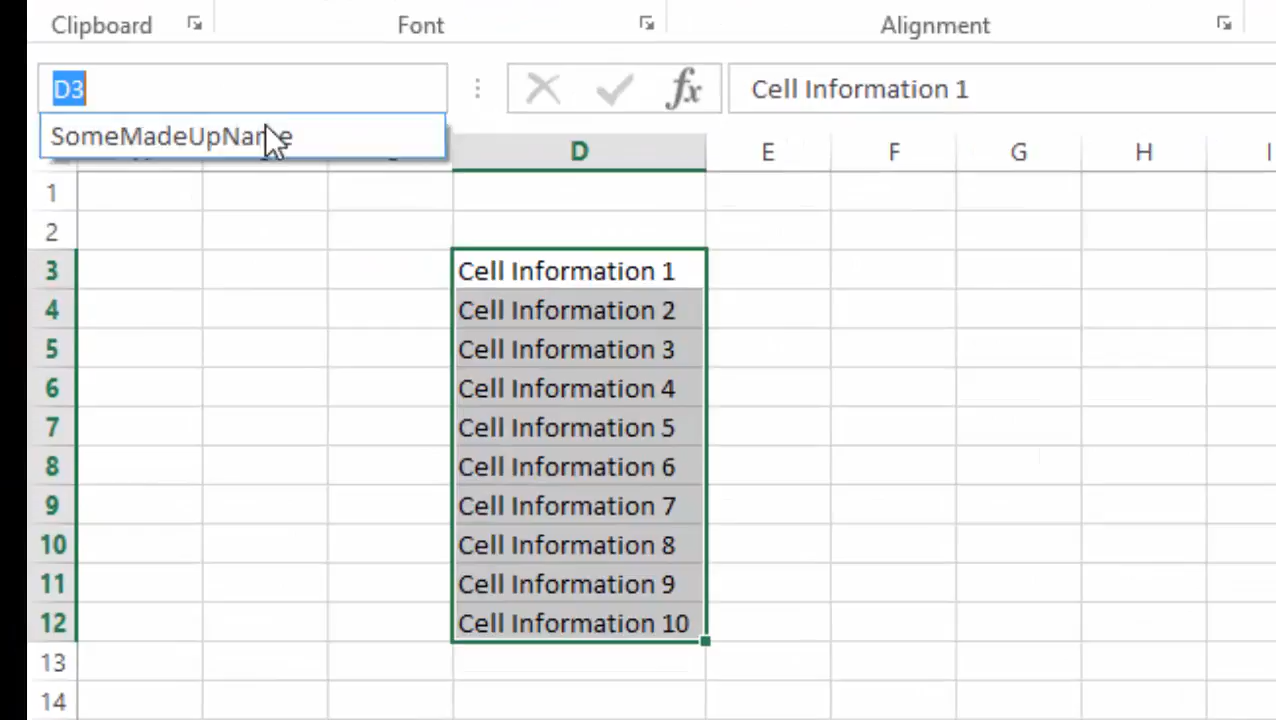 Clipboard Font Alignment
D3 fx Cell Information 1
SomeMadeUpName
D E F G H I
1
2
3 Cell Information 1
4 Cell Information 2
5 Cell Information 3
6 Cell Information 4
7 Cell Information 5
8 Cell Information 6
9 Cell Information 7
10 Cell Information 8
11 Cell Information 9
12 Cell Information 10
13
14